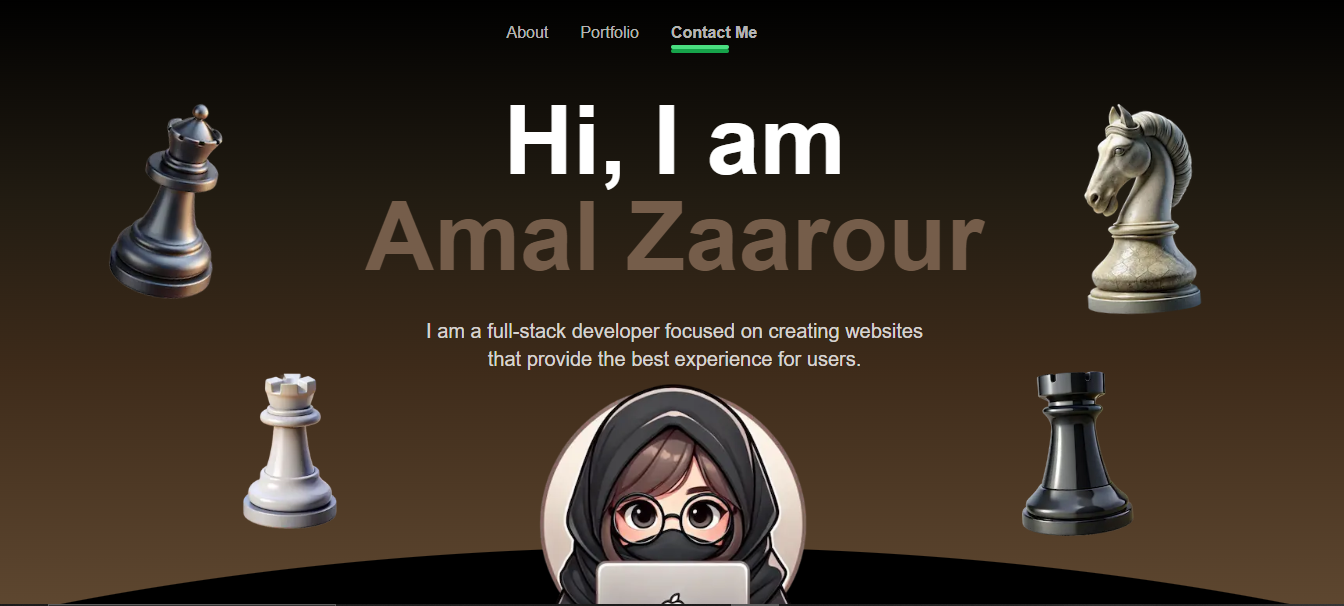 About Portfolio Contact Me
Hi, I am
Amal Zaarour
I am a full-stack developer focused on creating websites
that provide the best experience for users.